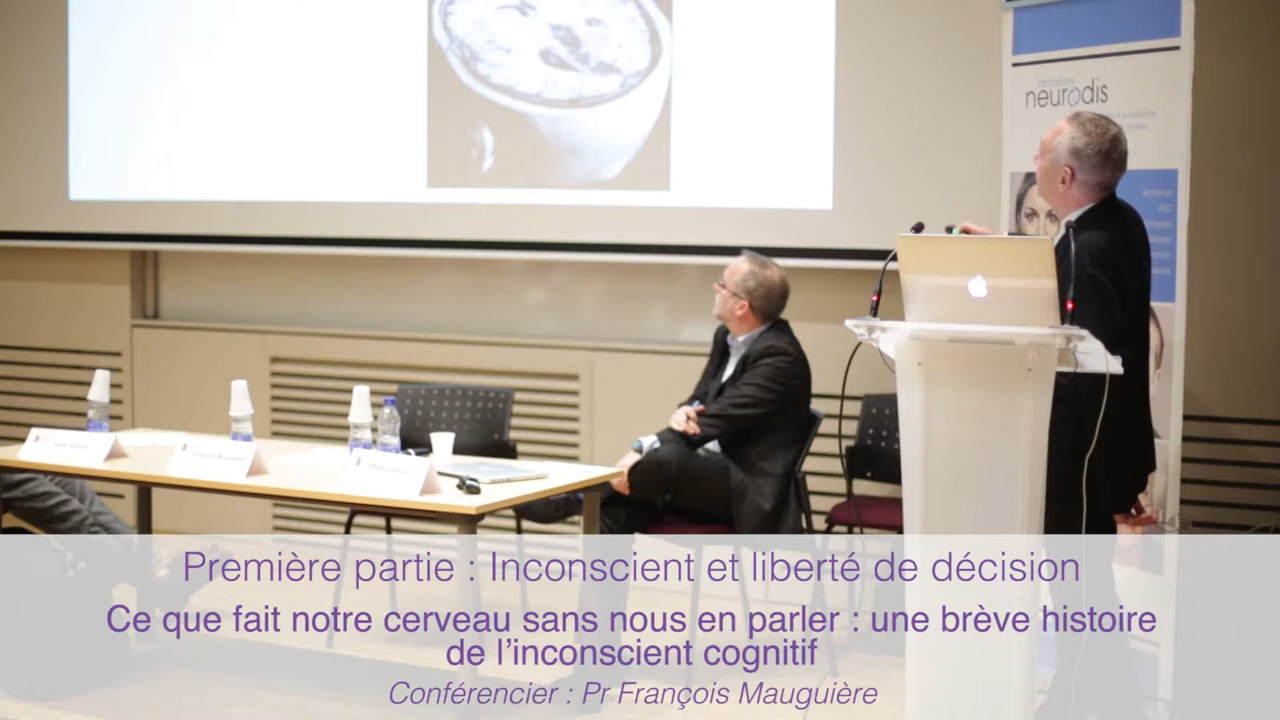 fondation
neurodis
Première partie : Inconscient et liberté de décision
Ce que fait notre cerveau sans nous en parler : une brève histoire
de l’inconscient cognitif
Conférencier : Pr François Mauguière